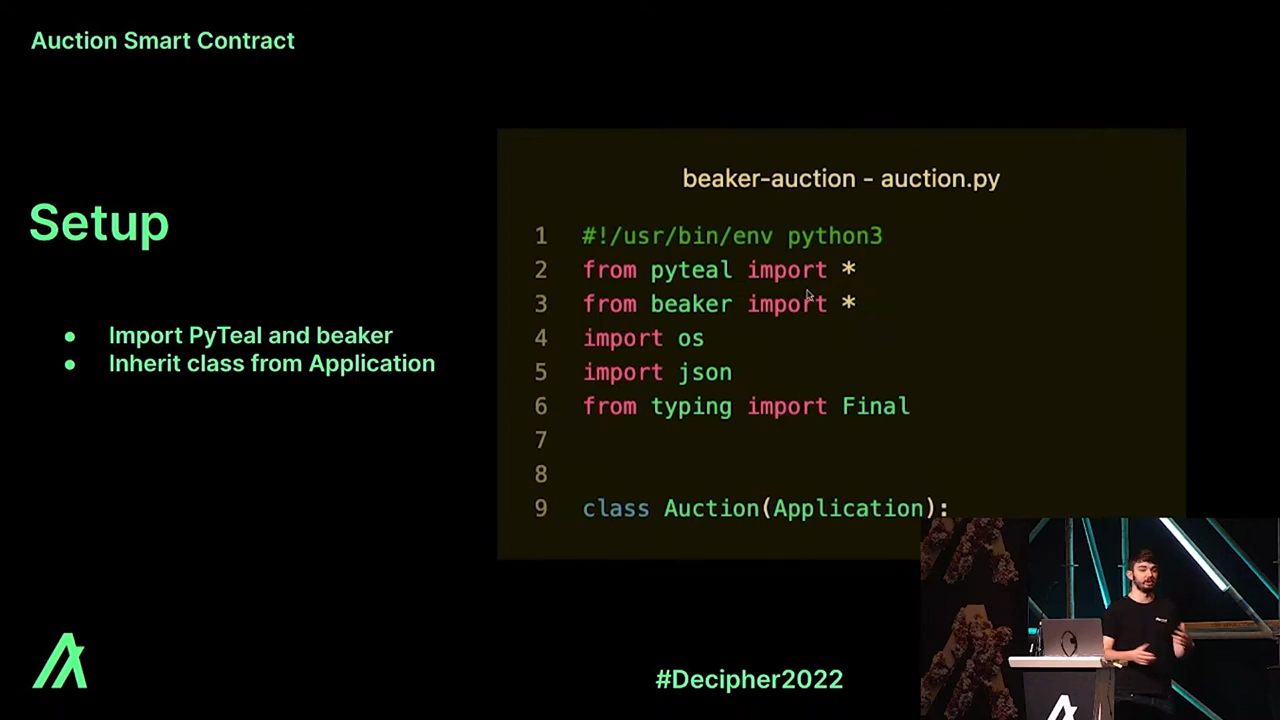 Auction Smart Contract
Setup
● Import PyTeal and beaker
● Inherit class from Application
beaker-auction - auction.py
1 #!/usr/bin/env python3
2 from pyteal import *
3 from beaker import *
4 import os
5 import json
6 from typing import Final
7
8
9 class Auction(Application):
#Decipher2022